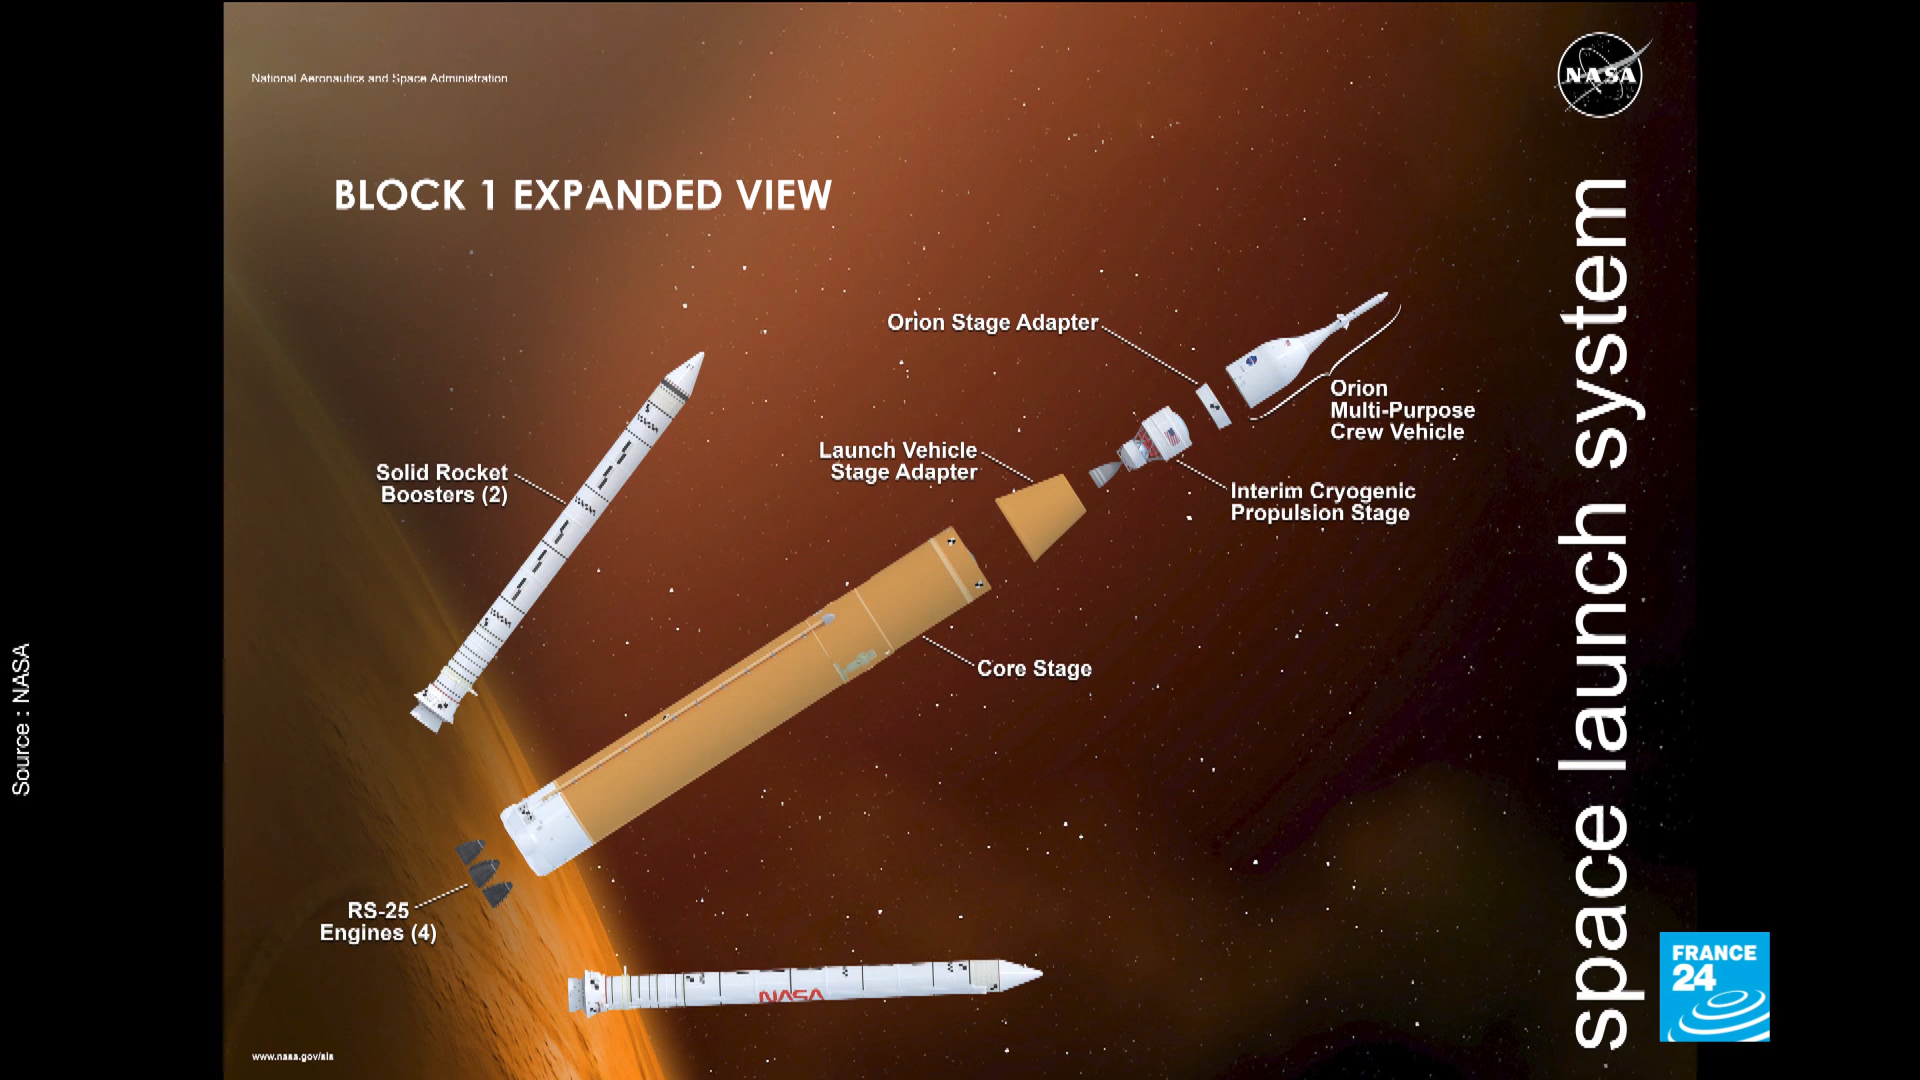 National Aeronautics and Space Administration
NASA
BLOCK 1 EXPANDED VIEW
Orion Stage Adapter
Orion
Multi-Purpose
Crew Vehicle
Launch Vehicle
Stage Adapter
Solid Rocket
Boosters (2)
Interim Cryogenic
Propulsion Stage
Core Stage
RS-25
Engines (4)
NASA
www.nasa.gov/sls
space launch system
Source : NASA
FRANCE
24